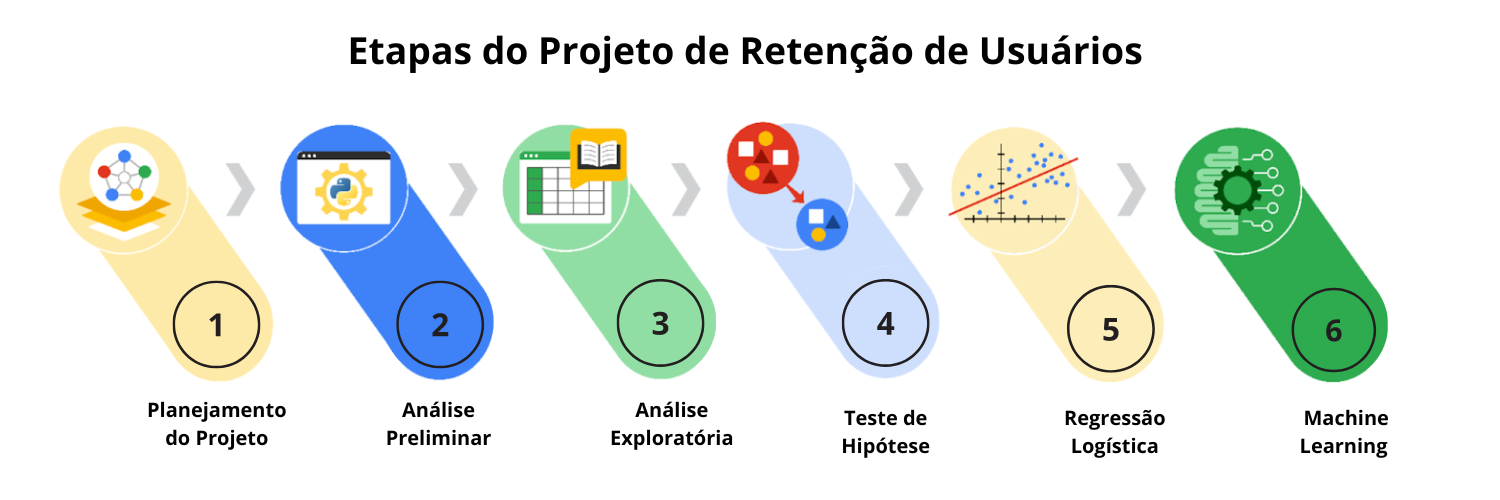 Etapas do Projeto de Retenção de Usuários
1
2
3
4
5
6
Planejamento
do Projeto
Análise
Preliminar
Análise
Exploratória
Teste de
Hipótese
Regressão
Logística
Machine
Learning